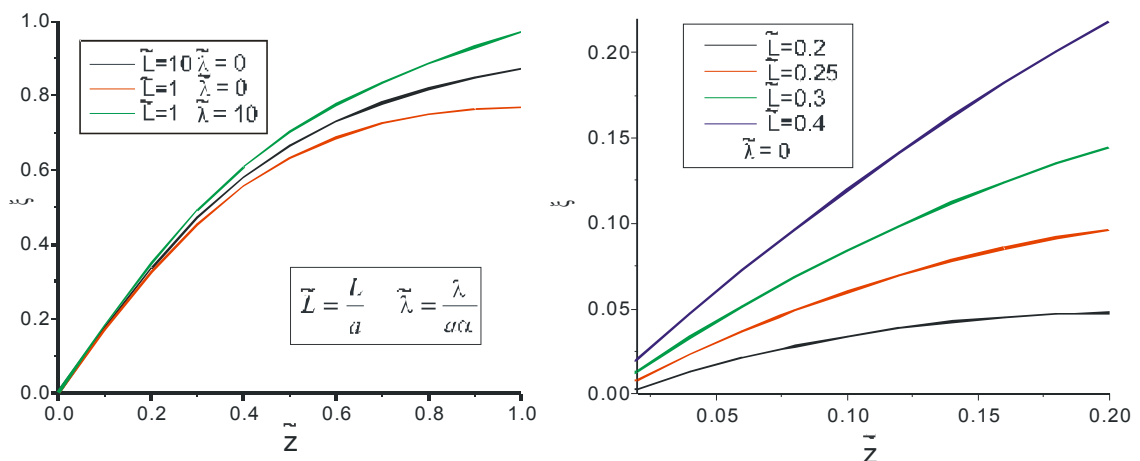 1.0
0.8
0.6
0.4
0.2
0.0
ξ
L̃=10 λ̃ = 0
L̃=1 λ̃ = 0
L̃=1 λ̃ = 10
L̃ = L/a λ̃ = λ/aα
0.0 0.2 0.4 0.6 0.8 1.0
z̃
0.20
0.15
0.10
0.05
0.00
ξ
L̃=0.2
L̃=0.25
L̃=0.3
L̃=0.4
λ̃ = 0
0.05 0.10 0.15 0.20
z̃